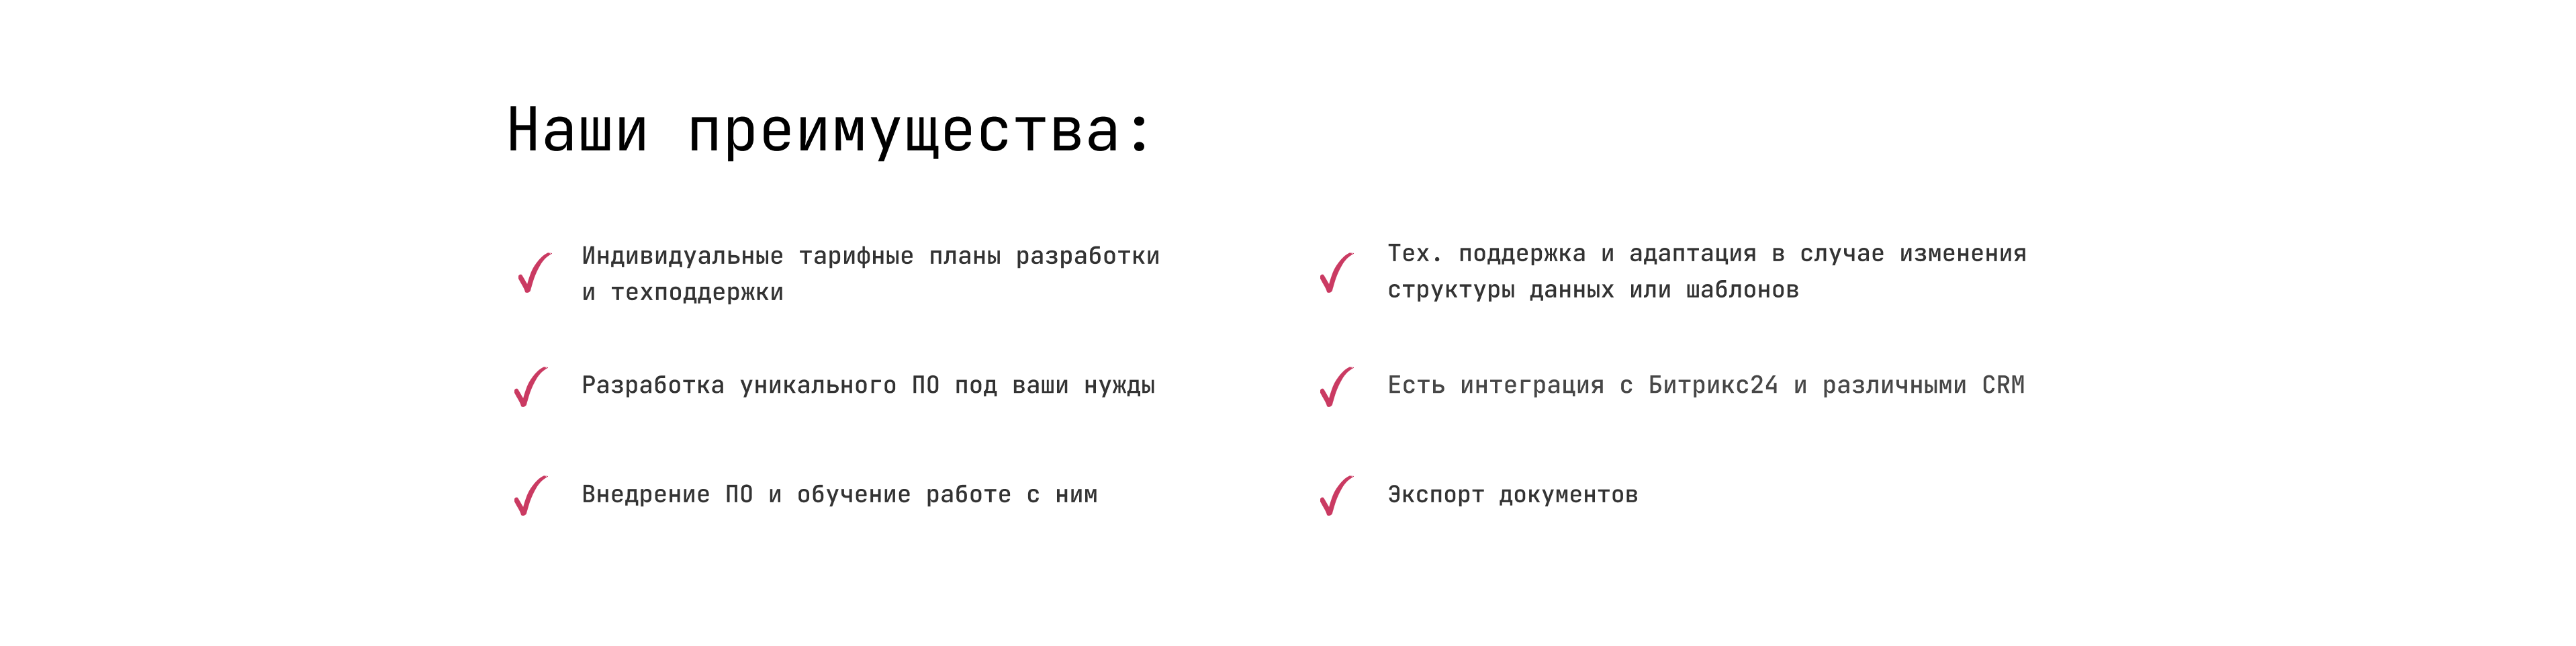 Наши преимущества:
Индивидуальные тарифные планы разработки
и техподдержки
Разработка уникального ПО под ваши нужды
Внедрение ПО и обучение работе с ним
Тех. поддержка и адаптация в случае изменения
структуры данных или шаблонов
Есть интеграция с Битрикс24 и различными CRM
Экспорт документов